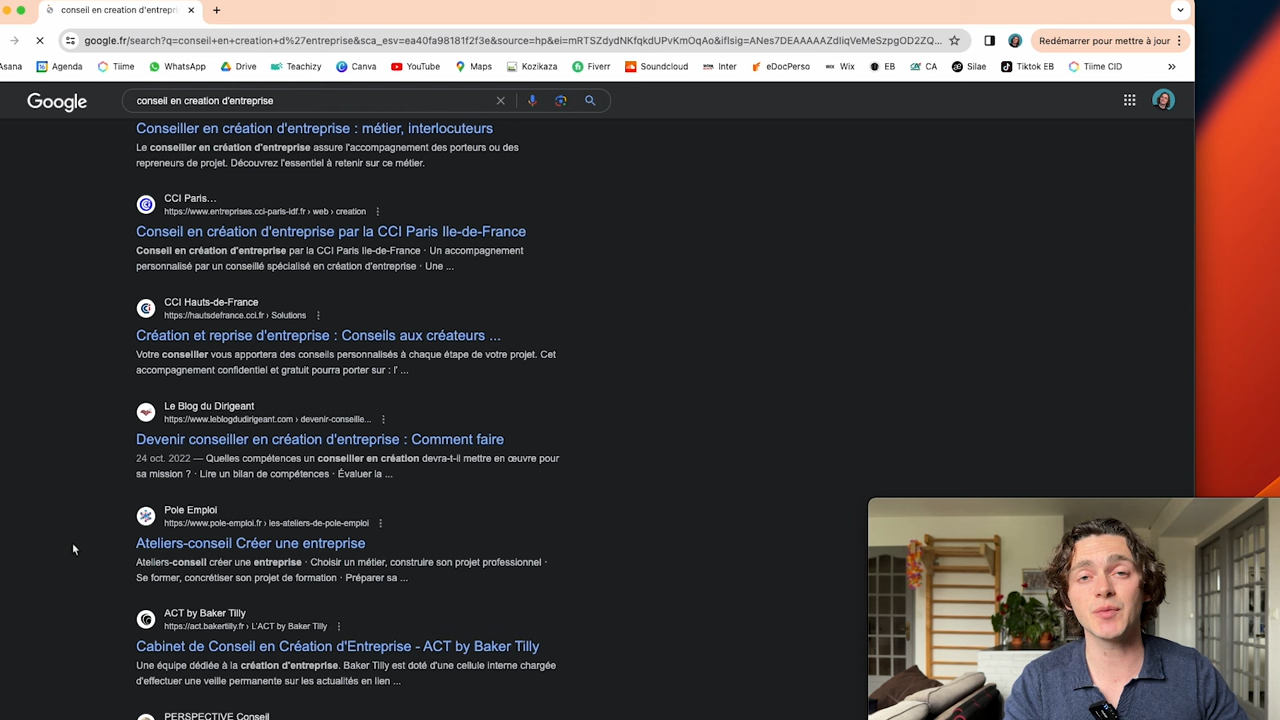 conseil en creation d'entrepri
google.fr/search?q=conseil+en+creation+d%27entreprise&sca_esv=ea40fa98181f2f3e&source=hp&ei=mRTSZdydNKfqkdUPvKmOqAo&iflsig=ANes7DEAAAAAZdIiqVeMeSzpgOD2ZQ...
Redémarrer pour mettre à jour
Asana Agenda Tiime WhatsApp Drive Teachizy Canva YouTube Maps Kozikaza Fiverr Soundcloud Inter eDocPerso Wix EB CA Silae Tiktok EB Tiime CID
Google
conseil en creation d'entreprise
Conseiller en création d'entreprise : métier, interlocuteurs
Le conseiller en création d'entreprise assure l'accompagnement des porteurs ou des
repreneurs de projet. Découvrez l'essentiel à retenir sur ce métier.
CCI Paris...
https://www.entreprises.cci-paris-idf.fr › web › creation
Conseil en création d'entreprise par la CCI Paris Ile-de-France
Conseil en création d'entreprise par la CCI Paris Ile-de-France · Un accompagnement
personnalisé par un conseillé spécialisé en création d'entreprise · Une ...
CCI Hauts-de-France
https://hautsdefrance.cci.fr › Solutions
Création et reprise d'entreprise : Conseils aux créateurs ...
Votre conseiller vous apportera des conseils personnalisés à chaque étape de votre projet. Cet
accompagnement confidentiel et gratuit pourra porter sur : l' ...
Le Blog du Dirigeant
https://www.leblogdudirigeant.com › devenir-conseille...
Devenir conseiller en création d'entreprise : Comment faire
24 oct. 2022 — Quelles compétences un conseiller en création devra-t-il mettre en œuvre pour
sa mission ? · Lire un bilan de compétences · Évaluer la ...
Pole Emploi
https://www.pole-emploi.fr › les-ateliers-de-pole-emploi
Ateliers-conseil Créer une entreprise
Ateliers-conseil créer une entreprise · Choisir un métier, construire son projet professionnel ·
Se former, concrétiser son projet de formation · Préparer sa ...
ACT by Baker Tilly
https://act.bakertilly.fr › L'ACT by Baker Tilly
Cabinet de Conseil en Création d'Entreprise - ACT by Baker Tilly
Une équipe dédiée à la création d'entreprise. Baker Tilly est doté d'une cellule interne chargée
d'effectuer une veille permanente sur les actualités en lien ...
PERSPECTIVE Conseil